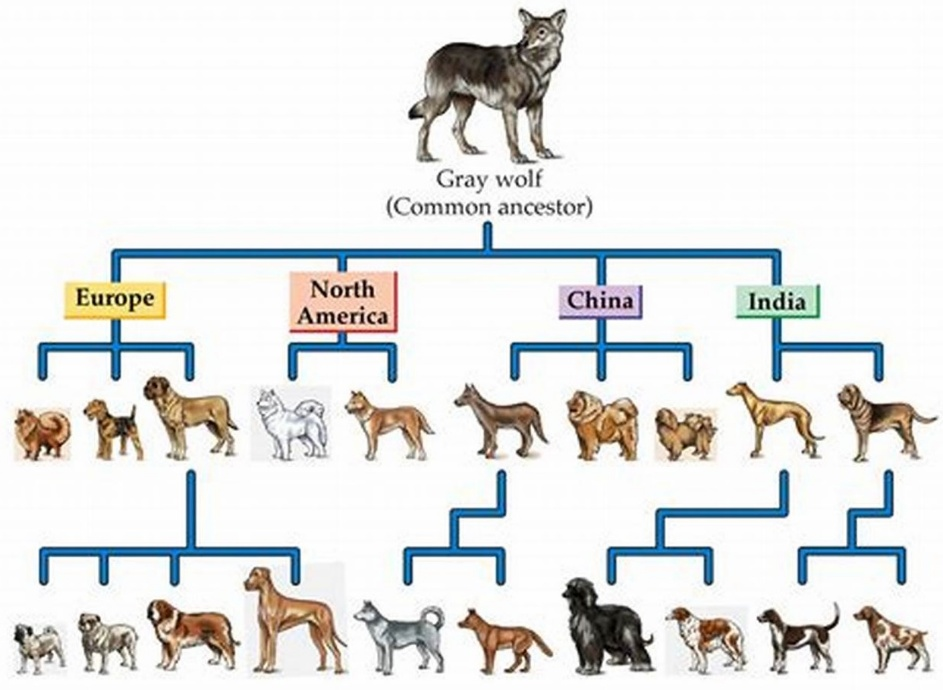 Gray wolf
(Common ancestor)
Europe
North
America
China
India